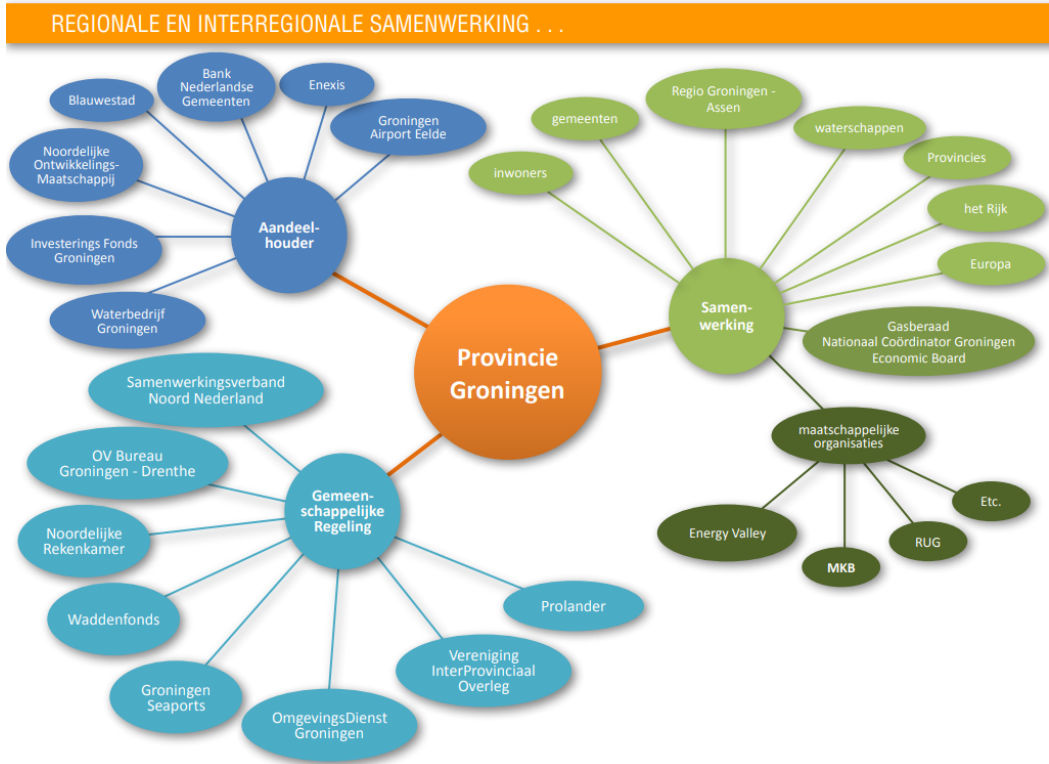 REGIONALE EN INTERREGIONALE SAMENWERKING . . .
Bank
Nederlandse
Gemeenten
Enexis
Blauwestad
Groningen
Airport Eelde
Noordelijke
Ontwikkelings-
Maatschappij
Investerings Fonds
Groningen
Waterbedrijf
Groningen
Aandeel-
houder
Regio Groningen -
Assen
gemeenten
waterschappen
inwoners
Provincies
het Rijk
Europa
Samen-
werking
Gasberaad
Nationaal Coördinator Groningen
Economic Board
maatschappelijke
organisaties
Energy Valley
MKB
RUG
Etc.
Provincie
Groningen
Samenwerkingsverband
Noord Nederland
OV Bureau
Groningen - Drenthe
Gemeen-
schappelijke
Regeling
Noordelijke
Rekenkamer
Waddenfonds
Groningen
Seaports
OmgevingsDienst
Groningen
Vereniging
InterProvinciaal
Overleg
Prolander